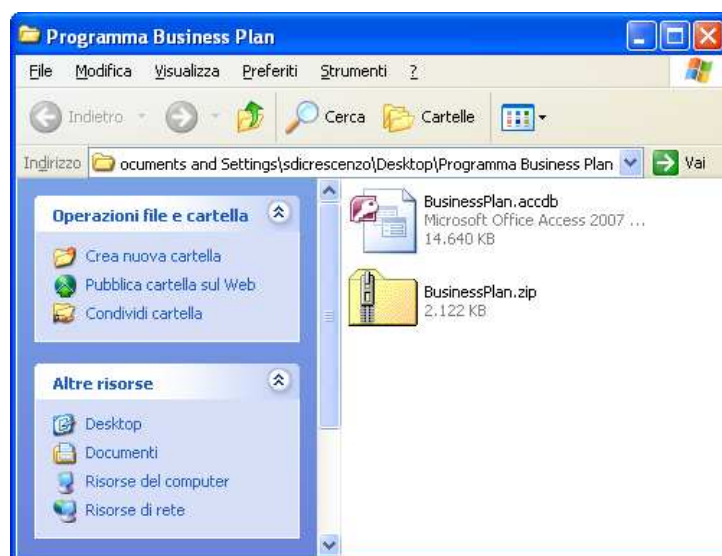 Programma Business Plan
File Modifica Visualizza Preferiti Strumenti ?
Indietro Cerca Cartelle
Indirizzo ocuments and Settings\sdicrescenzo\Desktop\Programma Business Plan Vai
Operazioni file e cartella
Crea nuova cartella
Pubblica cartella sul Web
Condividi cartella
Altre risorse
Desktop
Documenti
Risorse del computer
Risorse di rete
BusinessPlan.accdb
Microsoft Office Access 2007 ...
14.640 KB
BusinessPlan.zip
2.122 KB